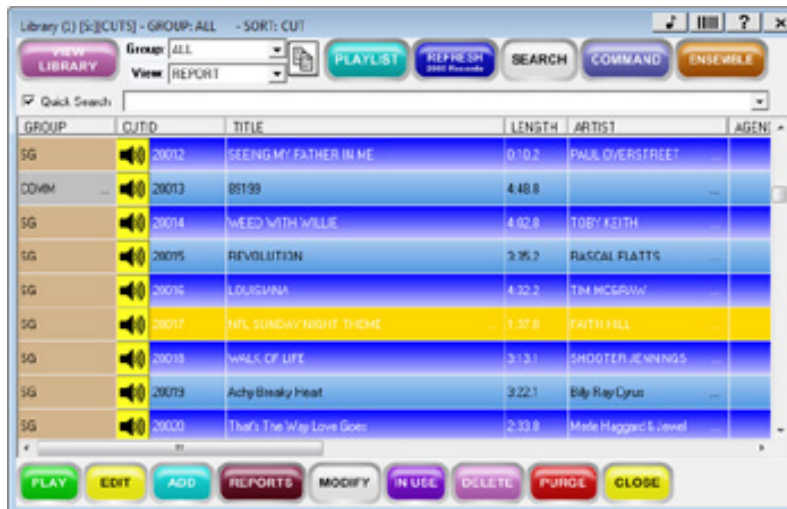 Library (1) [S:][CUTS] - GROUP: ALL - SORT: CUT ?
VIEW LIBRARY Group: ALL PLAYLIST REFRESH SEARCH COMMAND ENSEMBLE
View: REPORT
Quick Search
GROUP CUTID TITLE LENGTH ARTIST AGEN
SG 20012 SEEING MY FATHER IN ME 0:10.2 PAUL OVERSTREET ...
COMM ... 20013 85199 4:48.8 ...
SG 20014 WEED WITH WILLIE 4:02.8 TOBY KEITH ...
SG 20015 REVOLUTION 3:35.2 RASCAL FLATTS ...
SG 20016 LOUISIANA 4:32.2 TIM MCGRAW ...
SG 20017 NFL SUNDAY NIGHT THEME ... 1:37.0 FAITH HILL ...
SG 20018 WALK OF LIFE 3:13.1 SHOOTER JENNINGS ...
SG 20019 Achy Breaky Heart 3:22.1 Billy Ray Cyrus ...
SG 20020 That's The Way Love Goes 2:33.8 Merle Haggard & Jewel ...
PLAY EDIT ADD REPORTS MODIFY IN USE DELETE PURGE CLOSE